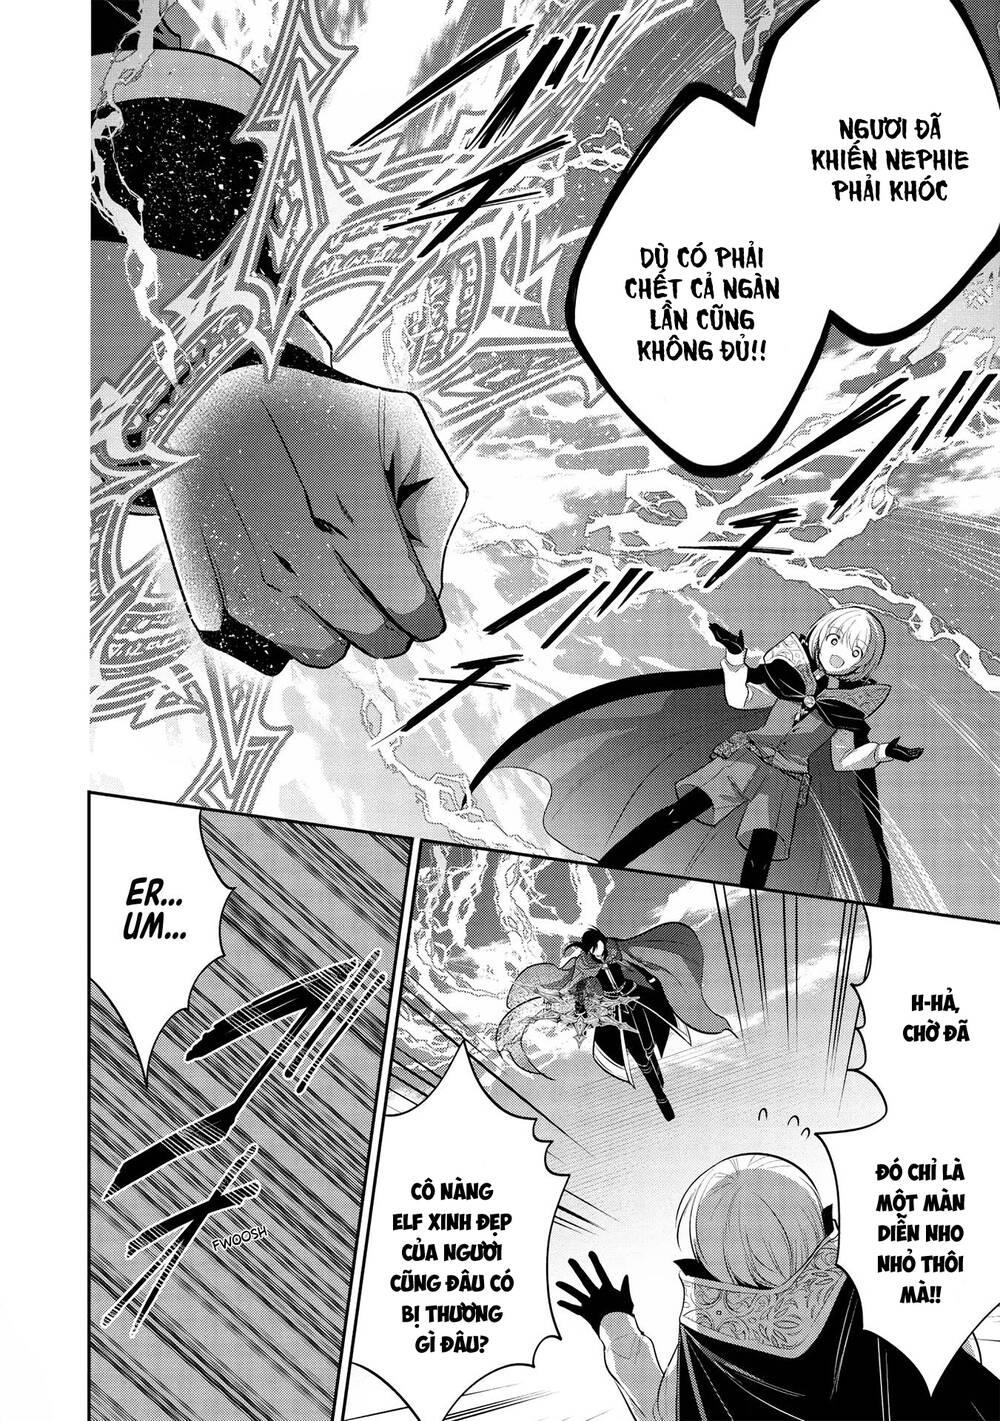 NGƯƠI ĐÃ
KHIẾN NEPHIE
PHẢI KHÓC
DÙ CÓ PHẢI
CHẾT CẢ NGÀN
LẦN CŨNG
KHÔNG ĐỦ!!
H-HẢ,
CHỜ ĐÃ
ĐÓ CHỈ LÀ
MỘT MÀN
DIỄN NHO
NHỎ THÔI
MÀ!!
CÔ NÀNG
ELF XINH ĐẸP
CỦA NGƯƠI
CŨNG ĐÂU CÓ
BỊ THƯƠNG
GÌ ĐÂU?
ER...
UM...
FWOOSH